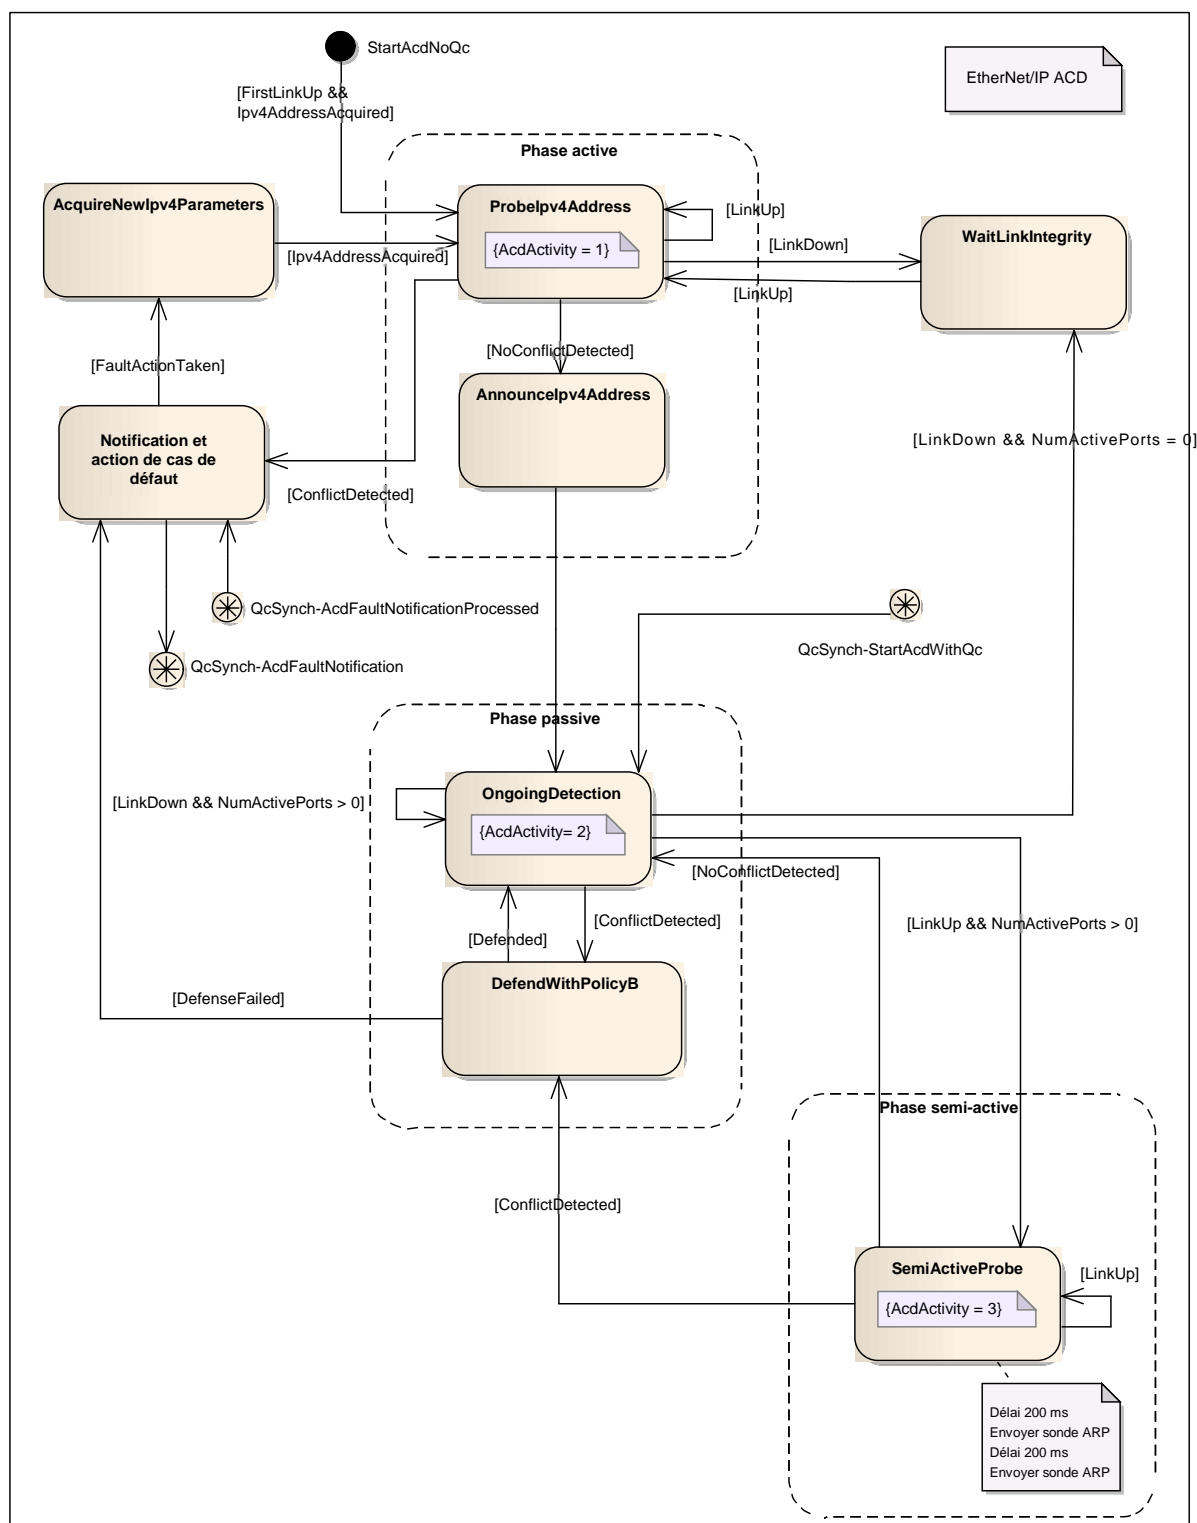 StartAcdNoQc
EtherNet/IP ACD
[FirstLinkUp &&
Ipv4AddressAcquired]
Phase active
AcquireNewIpv4Parameters
ProbeIpv4Address
{AcdActivity = 1}
[LinkUp]
[LinkDown]
WaitLinkIntegrity
[Ipv4AddressAcquired]
[LinkUp]
[NoConflictDetected]
[FaultActionTaken]
AnnounceIpv4Address
Notification et
action de cas de
défaut
[LinkDown && NumActivePorts = 0]
[ConflictDetected]
QcSynch-AcdFaultNotificationProcessed
QcSynch-StartAcdWithQc
QcSynch-AcdFaultNotification
Phase passive
[LinkDown && NumActivePorts > 0]
OngoingDetection
{AcdActivity= 2}
[NoConflictDetected]
[ConflictDetected]
[LinkUp && NumActivePorts > 0]
[Defended]
DefendWithPolicyB
[DefenseFailed]
Phase semi-active
[ConflictDetected]
SemiActiveProbe
[LinkUp]
{AcdActivity = 3}
Délai 200 ms
Envoyer sonde ARP
Délai 200 ms
Envoyer sonde ARP